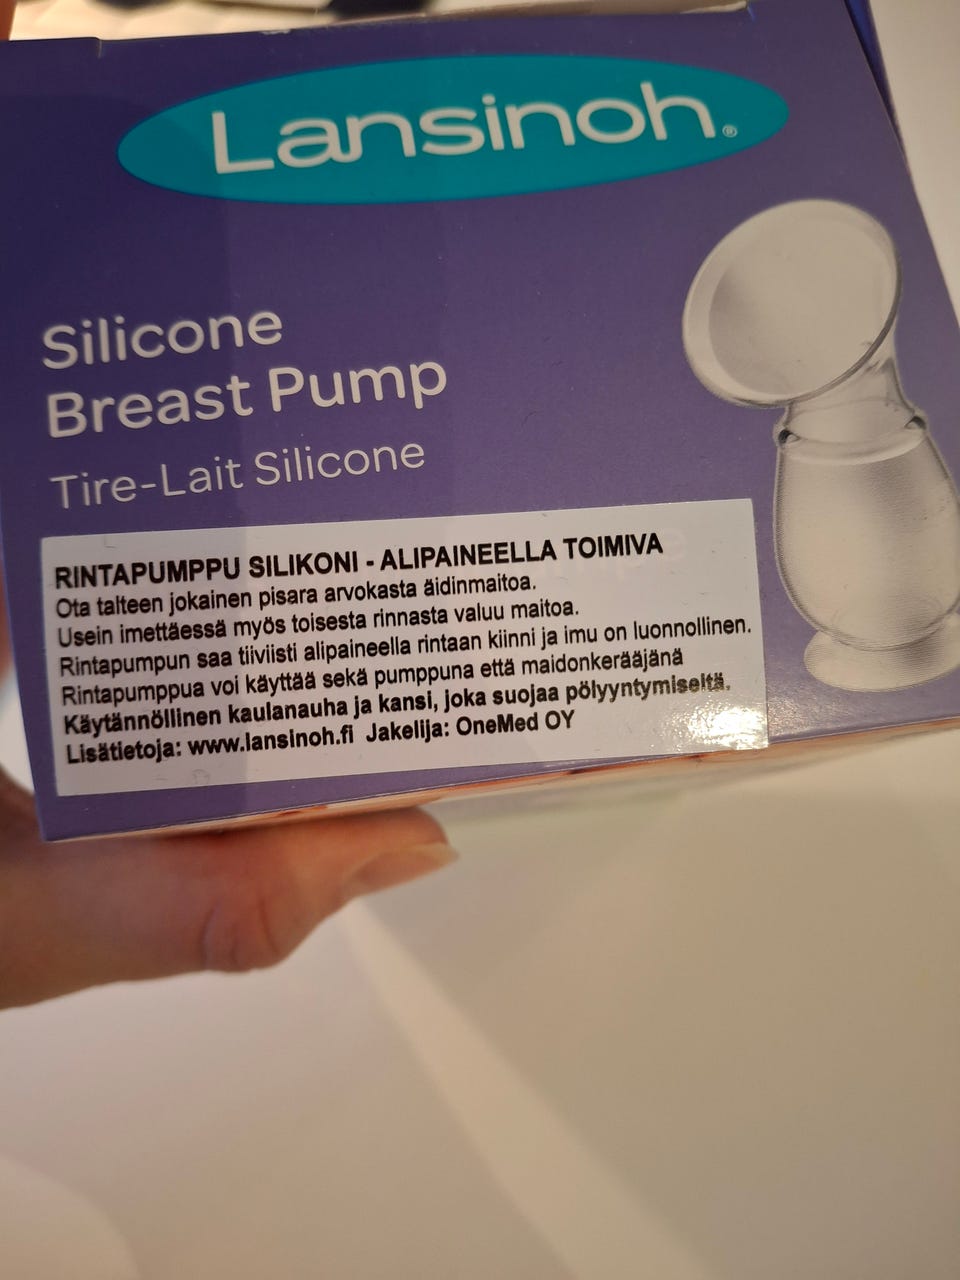 Lansinoh®
Silicone
Breast Pump
Tire-Lait Silicone
RINTAPUMPPU SILIKONI - ALIPAINEELLA TOIMIVA
Ota talteen jokainen pisara arvokasta äidinmaitoa.
Usein imettäessä myös toisesta rinnasta valuu maitoa.
Rintapumpun saa tiiviisti alipaineella rintaan kiinni ja imu on luonnollinen.
Rintapumppua voi käyttää sekä pumppuna että maidonkerääjänä
Käytännöllinen kaulanauha ja kansi, joka suojaa pölyyntymiseltä.
Lisätietoja: www.lansinoh.fi Jakelija: OneMed OY